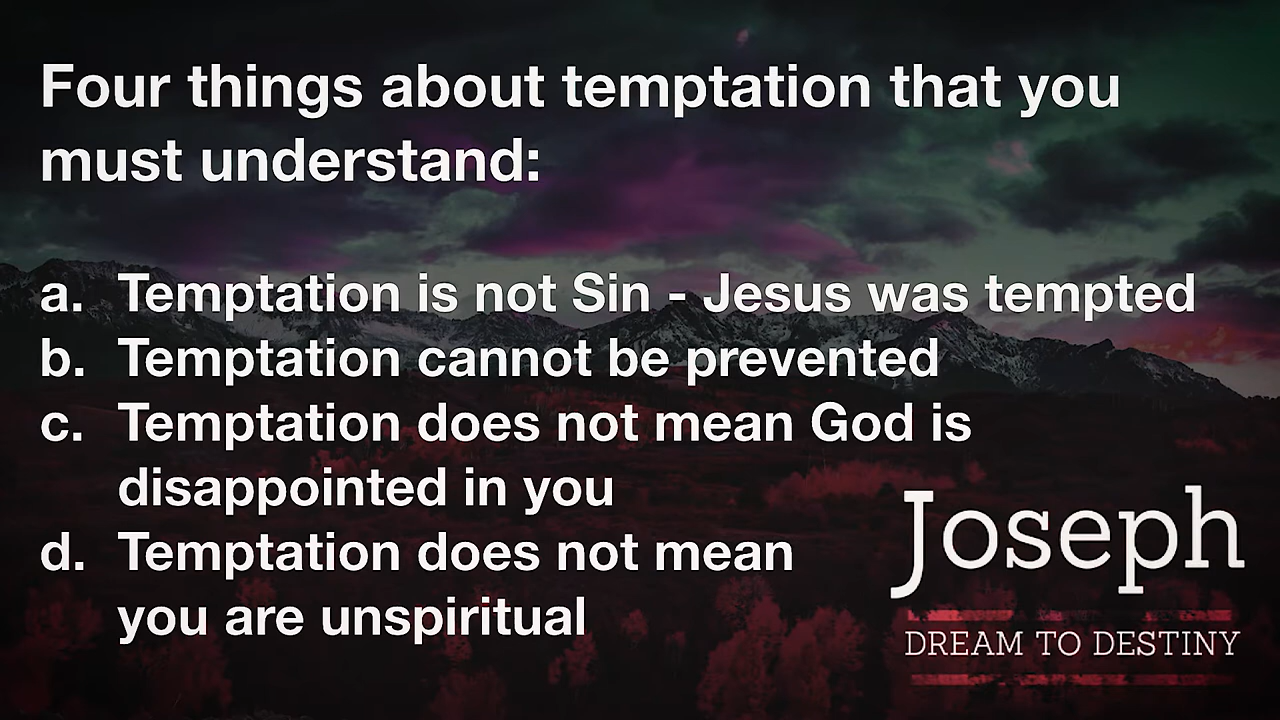 Four things about temptation that you
must understand:
a. Temptation is not Sin - Jesus was tempted
b. Temptation cannot be prevented
c. Temptation does not mean God is
disappointed in you
d. Temptation does not mean
you are unspiritual
Joseph
DREAM TO DESTINY